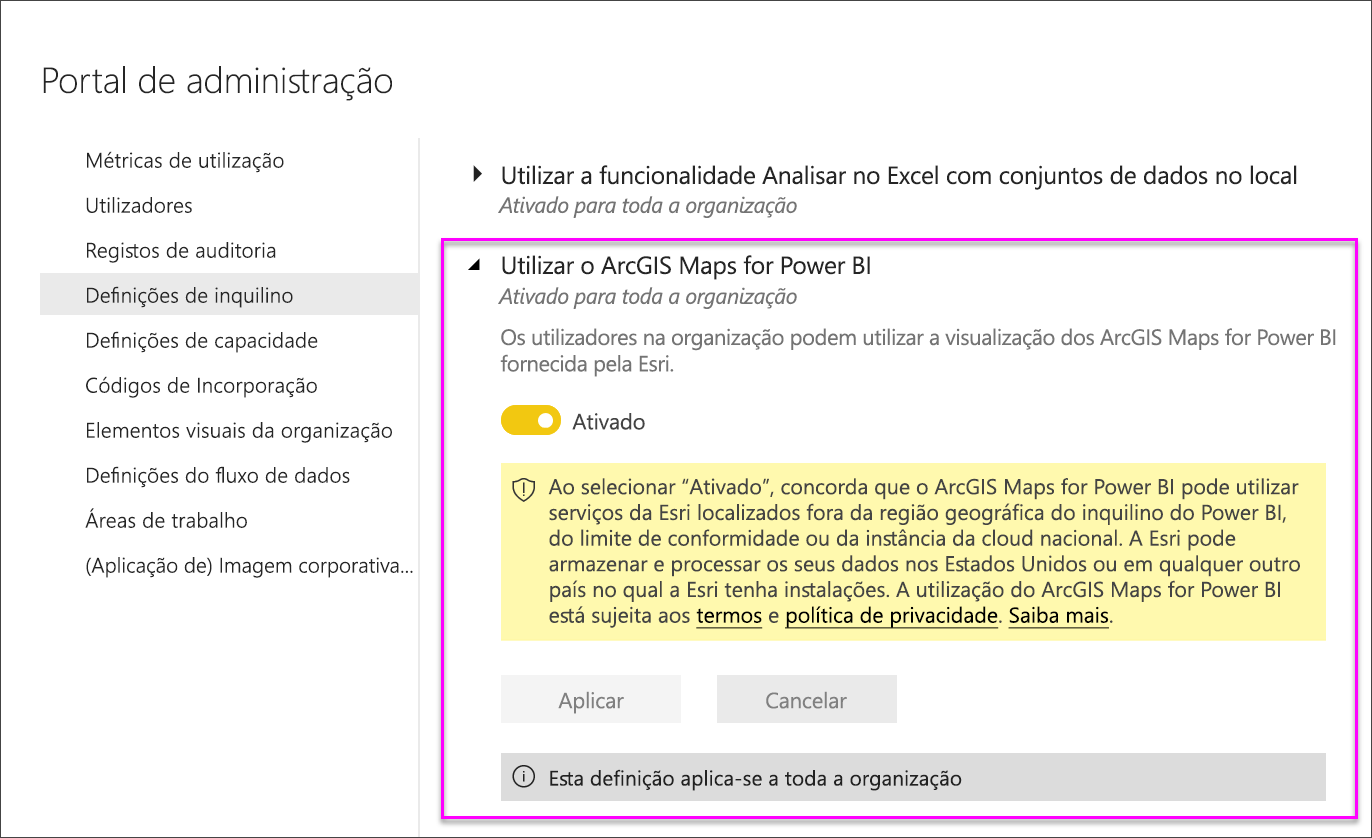 Portal de administração
Métricas de utilização
Utilizadores
Registos de auditoria
Definições de inquilino
Definições de capacidade
Códigos de Incorporação
Elementos visuais da organização
Definições do fluxo de dados
Áreas de trabalho
(Aplicação de) Imagem corporativa...
Utilizar a funcionalidade Analisar no Excel com conjuntos de dados no local
Ativado para toda a organização
Utilizar o ArcGIS Maps for Power BI
Ativado para toda a organização
Os utilizadores na organização podem utilizar a visualização dos ArcGIS Maps for Power BI
fornecida pela Esri.
Ativado
Ao selecionar “Ativado”, concorda que o ArcGIS Maps for Power BI pode utilizar
serviços da Esri localizados fora da região geográfica do inquilino do Power BI,
do limite de conformidade ou da instância da cloud nacional. A Esri pode
armazenar e processar os seus dados nos Estados Unidos ou em qualquer outro
país no qual a Esri tenha instalações. A utilização do ArcGIS Maps for Power BI
está sujeita aos termos e política de privacidade. Saiba mais.
Aplicar
Cancelar
Esta definição aplica-se a toda a organização